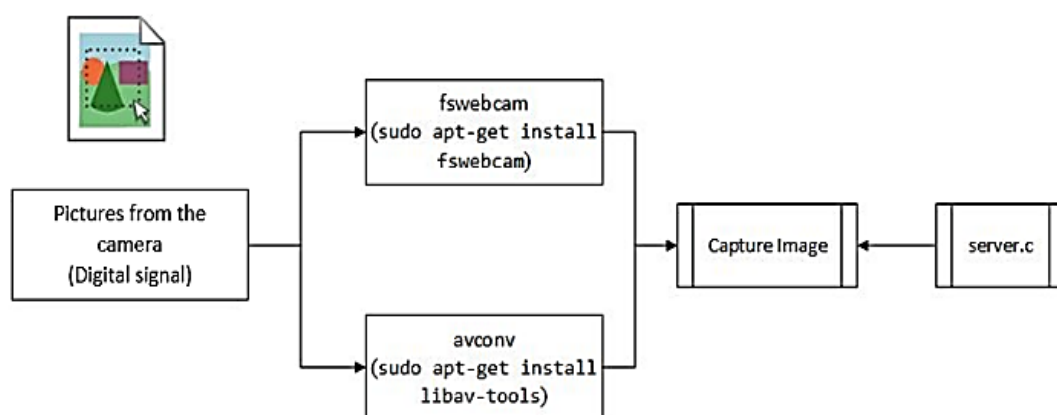 fswebcam
(sudo apt-get install
fswebcam)
Pictures from the
camera
(Digital signal)
Capture Image
server.c
avconv
(sudo apt-get install
libav-tools)